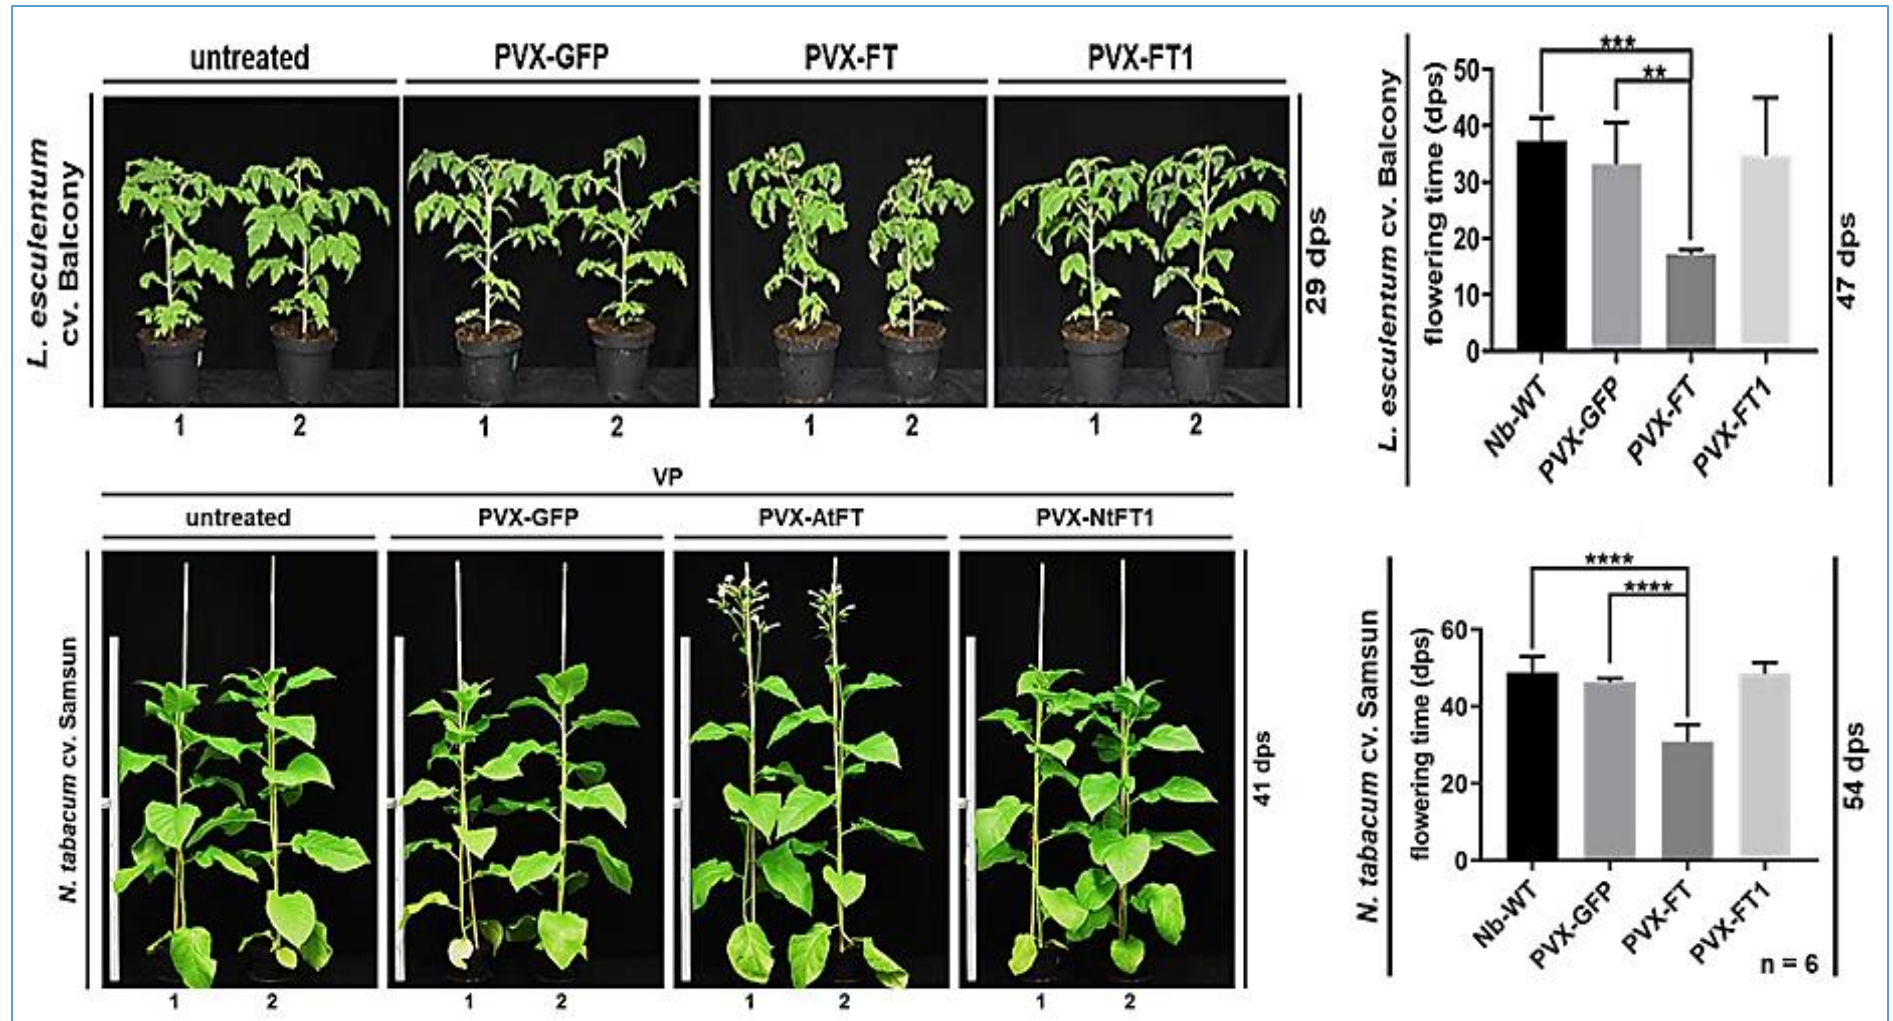 untreated PVX-GFP PVX-FT PVX-FT1
L. esculentum
cv. Balcony
29 dps
1 2 1 2 1 2 1 2
L. esculentum cv. Balcony
flowering time (dps)
50
40
30
20
10
0
***
**
Nb-WT PVX-GFP PVX-FT PVX-FT1
47 dps
VP
untreated PVX-GFP PVX-AtFT PVX-NtFT1
N. tabacum cv. Samsun
41 dps
1 2 1 2 1 2 1 2
N. tabacum cv. Samsun
flowering time (dps)
60
40
20
0
****
****
Nb-WT PVX-GFP PVX-FT PVX-FT1
n = 6
54 dps